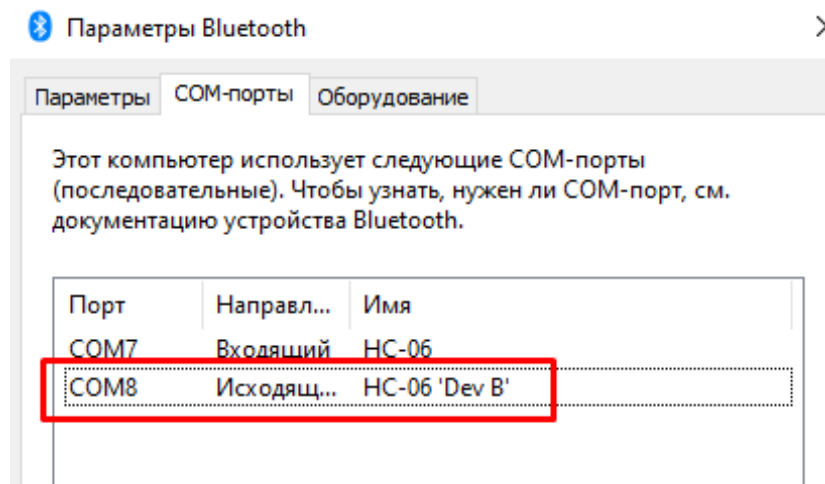 Параметры Bluetooth
Параметры COM-порты Оборудование
Этот компьютер использует следующие COM-порты
(последовательные). Чтобы узнать, нужен ли COM-порт, см.
документацию устройства Bluetooth.
Порт Направл... Имя
COM7 Входящий HC-06
COM8 Исходящ... HC-06 'Dev B'